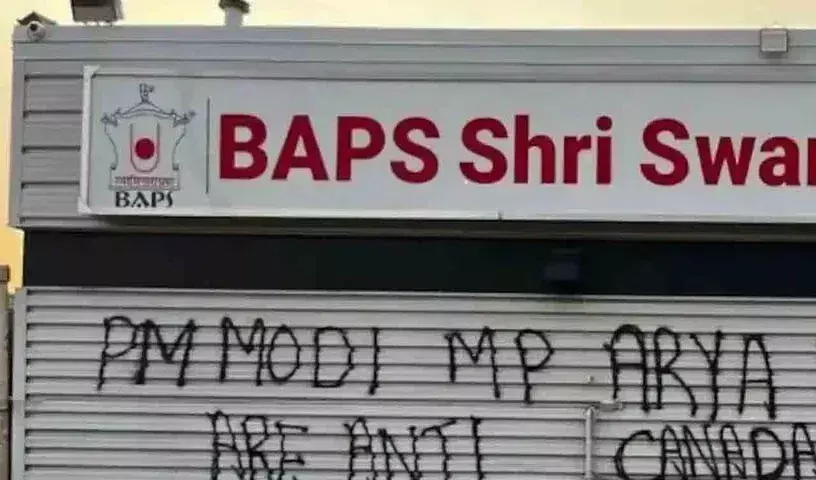 BAPS Shri Swa
BAPS
PM MODI MP ARYA
ARE ANTI CANADA